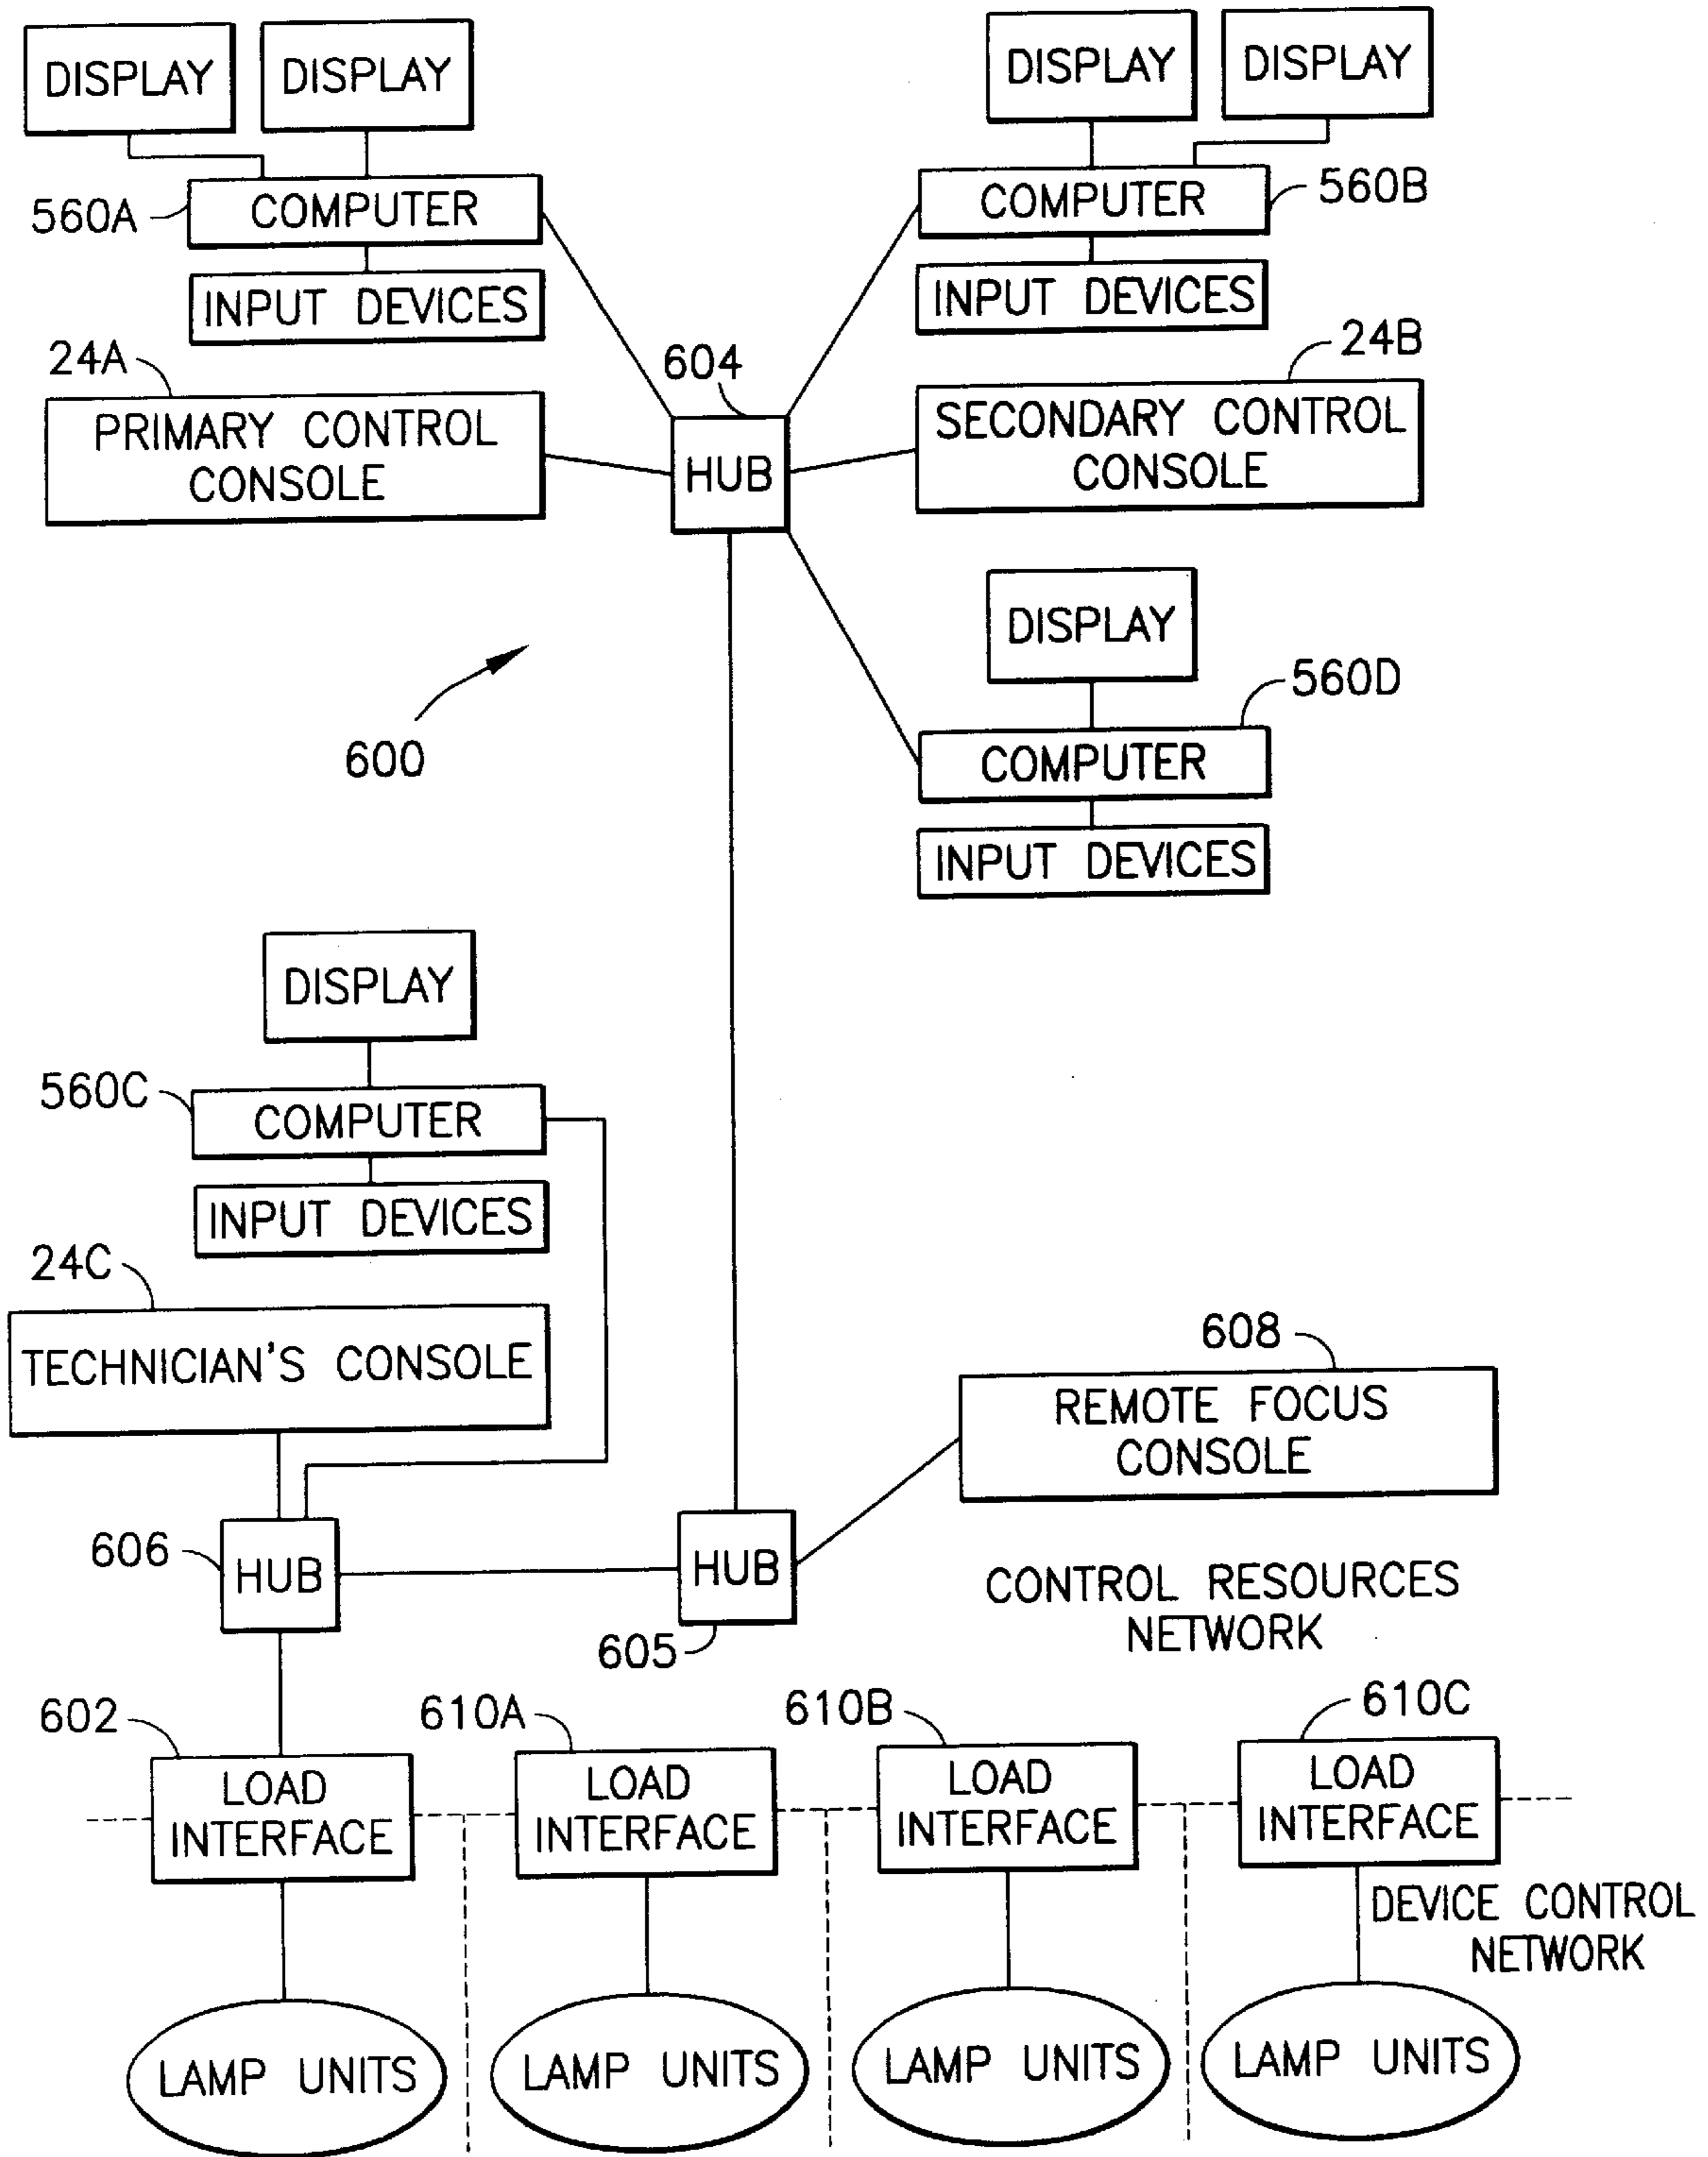 DISPLAY
DISPLAY
DISPLAY
DISPLAY
560A
COMPUTER
COMPUTER
560B
INPUT DEVICES
INPUT DEVICES
24A
604
24B
PRIMARY CONTROL
CONSOLE
HUB
SECONDARY CONTROL
CONSOLE
DISPLAY
600
560D
COMPUTER
INPUT DEVICES
DISPLAY
560C
COMPUTER
INPUT DEVICES
24C
TECHNICIAN'S CONSOLE
608
REMOTE FOCUS
CONSOLE
606
HUB
HUB
605
CONTROL RESOURCES
NETWORK
602
610A
610B
610C
LOAD
INTERFACE
LOAD
INTERFACE
LOAD
INTERFACE
LOAD
INTERFACE
DEVICE CONTROL
NETWORK
LAMP UNITS
LAMP UNITS
LAMP UNITS
LAMP UNITS